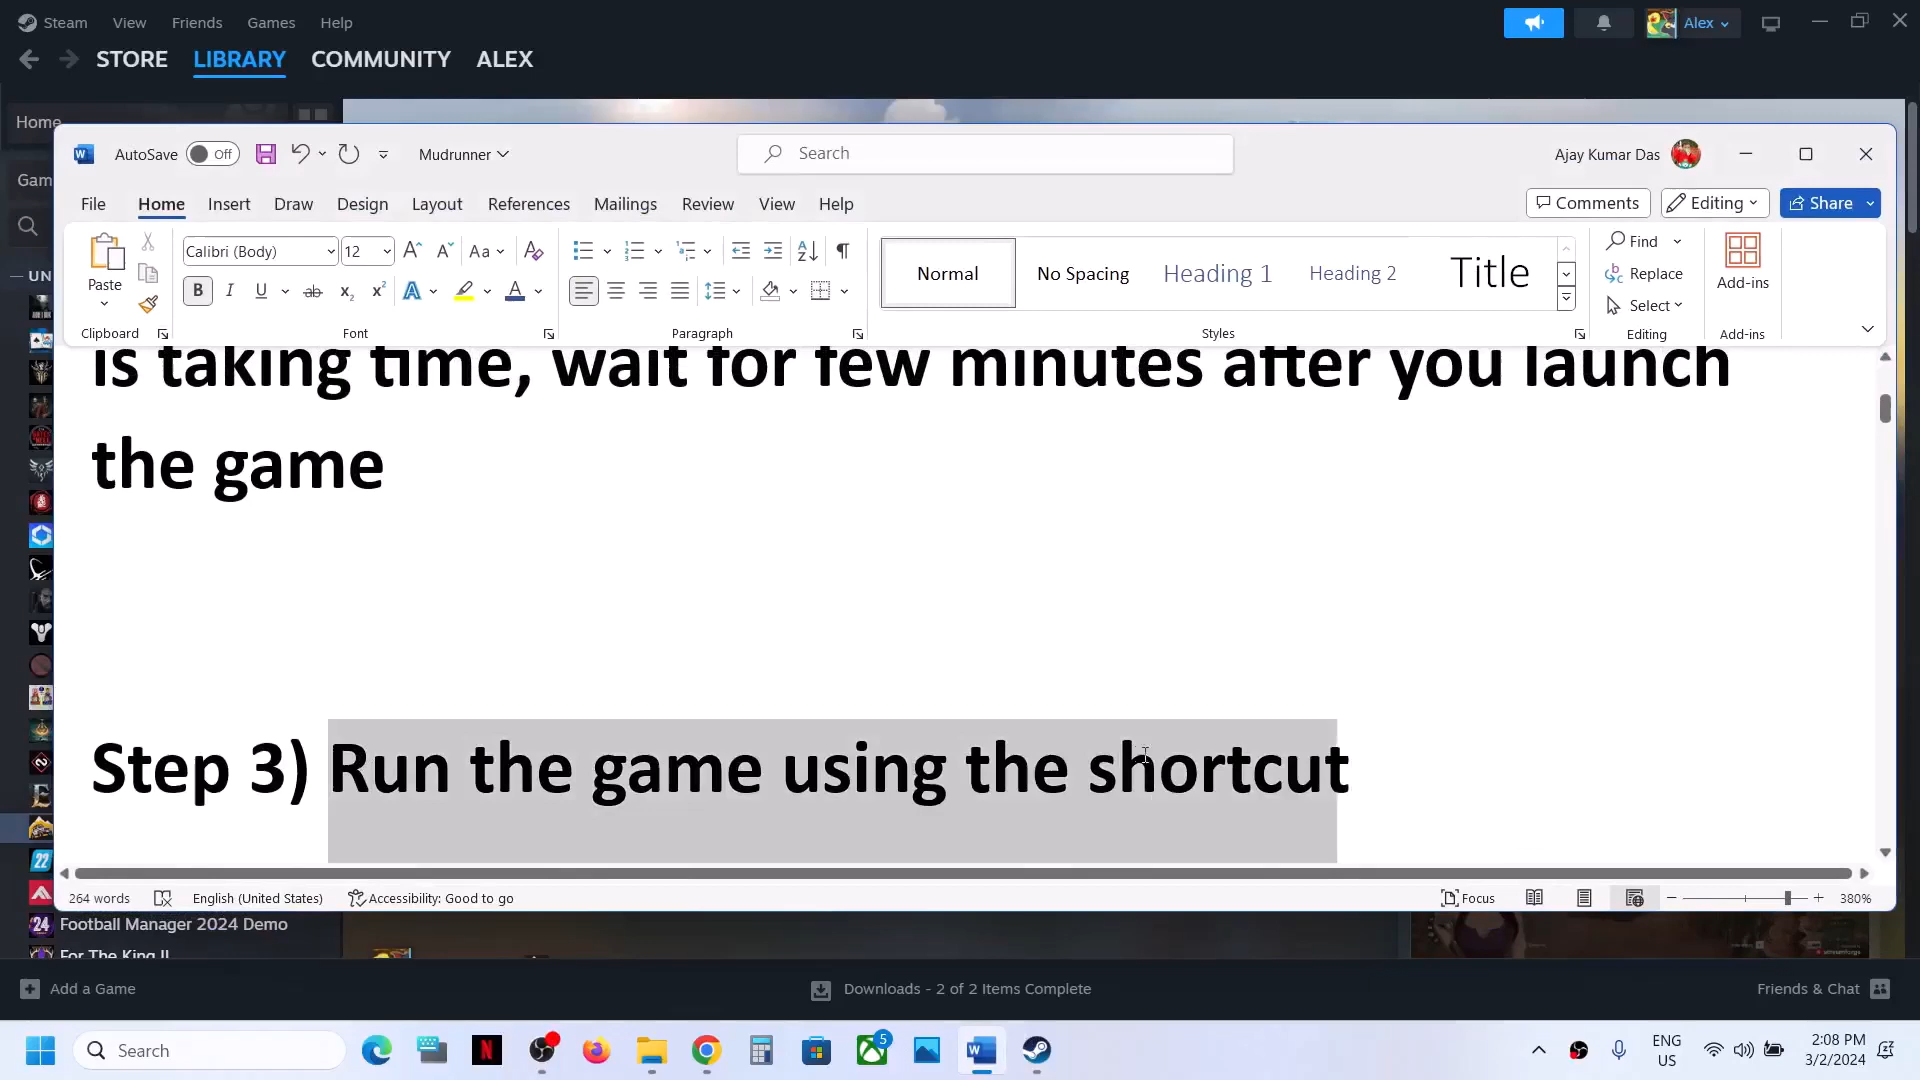 Steam View Friends Games Help Alex
STORE LIBRARY COMMUNITY ALEX
Home
AutoSave Off Mudrunner Search Ajay Kumar Das
Gam
File Home Insert Draw Design Layout References Mailings Review View Help Comments Editing Share
Calibri (Body) 12 Aa Find
Paste Normal No Spacing Heading 1 Heading 2 Title Replace Add-ins
UN
B I U ab x₂ x² A A Select
Clipboard Font Paragraph Styles Editing Add-ins
is taking time, wait for few minutes after you launch
the game
Step 3) Run the game using the shortcut
264 words English (United States) Accessibility: Good to go Focus 380%
Football Manager 2024 Demo
For The King II
Add a Game Downloads - 2 of 2 Items Complete Friends & Chat
Search ENG 2:08 PM
US 3/2/2024